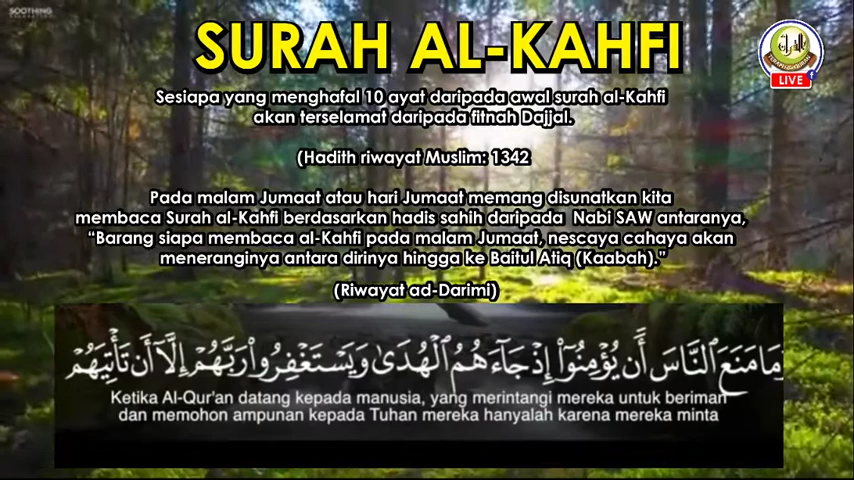 SOOTHING
SURAH AL-KAHFI
LIVE
Sesiapa yang menghafal 10 ayat daripada awal surah al-Kahfi
akan terselamat daripada fitnah Dajjal.
(Hadith riwayat Muslim: 1342
Pada malam Jumaat atau hari Jumaat memang disunatkan kita
membaca Surah al-Kahfi berdasarkan hadis sahih daripada Nabi SAW antaranya,
“Barang siapa membaca al-Kahfi pada malam Jumaat, nescaya cahaya akan
meneranginya antara dirinya hingga ke Baitul Atiq (Kaabah).”
(Riwayat ad-Darimi)
وَمَا مَنَعَ ٱلنَّاسَ أَن يُؤْمِنُوٓا۟ إِذْ جَآءَهُمُ ٱلْهُدَىٰ وَيَسْتَغْفِرُوا۟ رَبَّهُمْ إِلَّآ أَن تَأْتِيَهُمْ
Ketika Al-Qur'an datang kepada manusia, yang merintangi mereka untuk beriman
dan memohon ampunan kepada Tuhan mereka hanyalah karena mereka minta